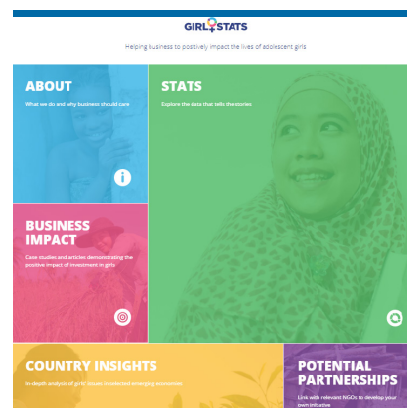 GIRL STATS
Helping business to positively impact the lives of adolescent girls
ABOUT
What we do and why business should care
STATS
Explore the data that tells thestories
BUSINESS
IMPACT
Case studies and articles demonstrating the
positive impact of investment in girls
COUNTRY INSIGHTS
In-depth analysis of girls' issues in selected emerging economies
POTENTIAL
PARTNERSHIPS
Link with relevant NGOs to develop your
own initiative